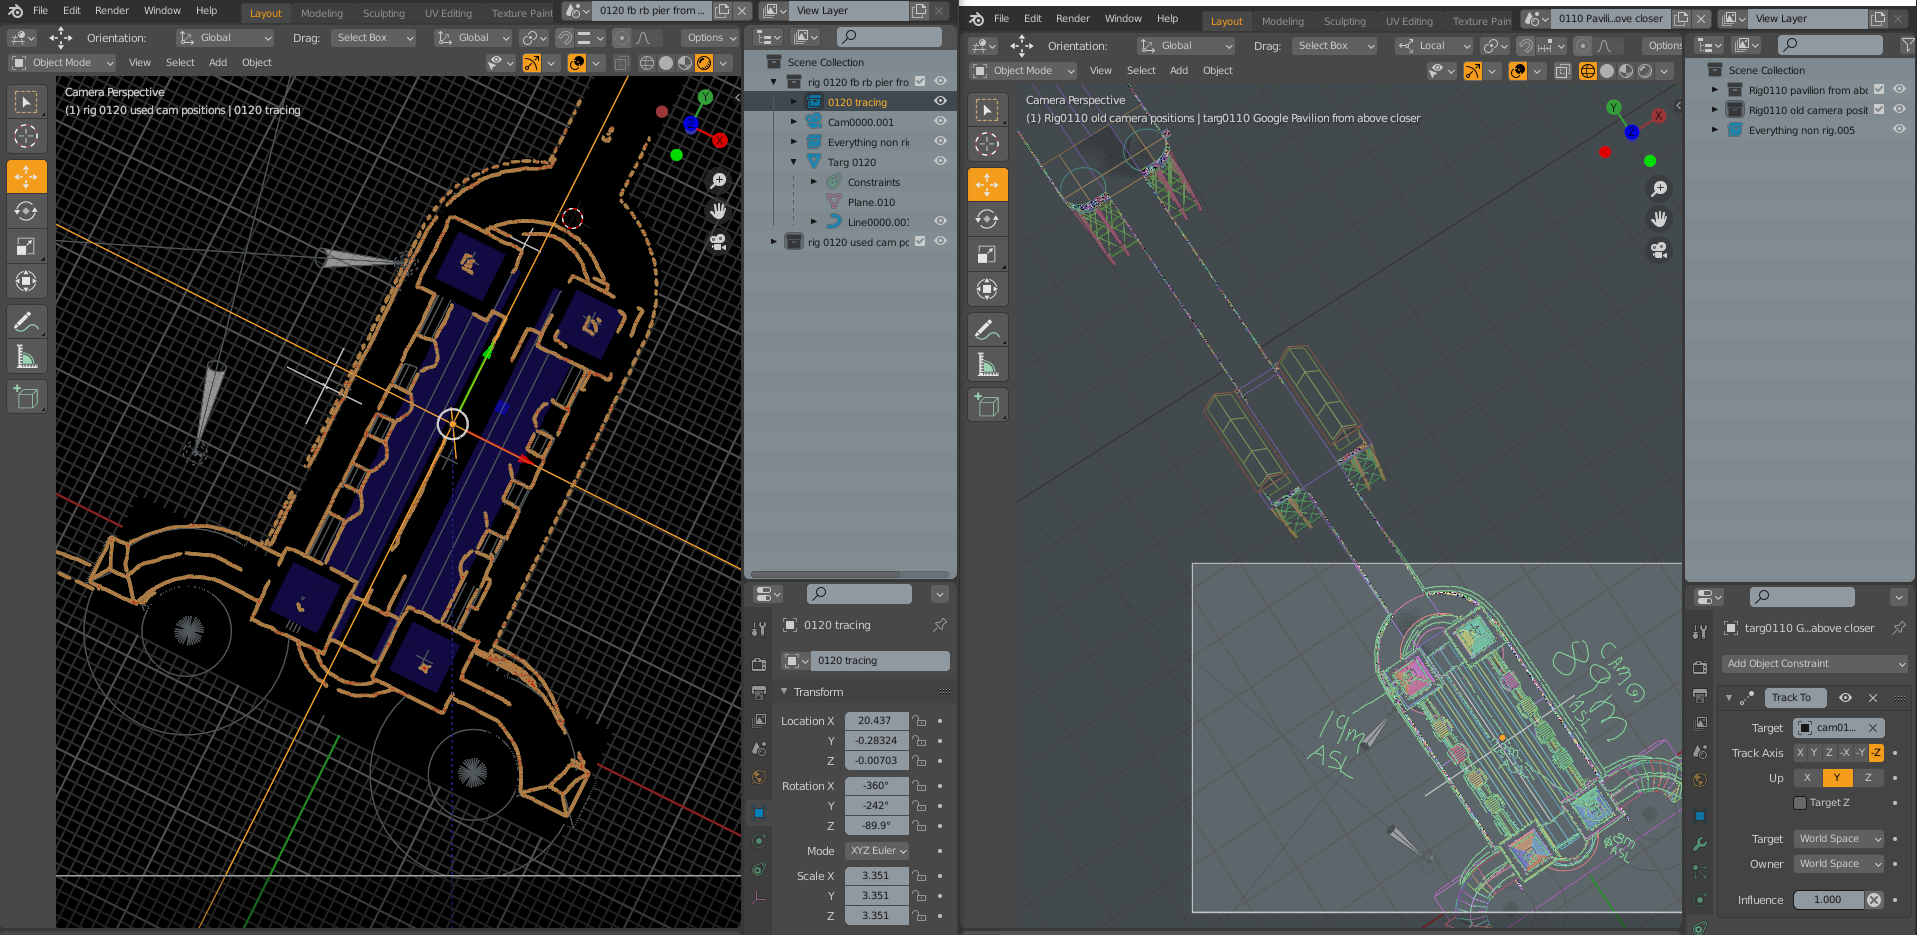 File Edit Render Window Help Layout Modeling Sculpting UV Editing Texture Paint 0120 fb rb pier from ... View Layer
Orientation: Global Drag: Select Box Global Options
Object Mode View Select Add Object
Camera Perspective
(1) rig 0120 used cam positions | 0120 tracing
Y
X
Scene Collection
rig 0120 fb rb pier fro
0120 tracing
Cam0000.001
Everything non ri
Targ 0120
Constraints
Plane.010
Line0000.00
rig 0120 used cam po
0120 tracing
0120 tracing
Transform
Location X 20.437
Y -0.28324
Z -0.00703
Rotation X -360°
Y -242°
Z -89.9°
Mode XYZ Euler
Scale X 3.351
Y 3.351
Z 3.351
File Edit Render Window Help Layout Modeling Sculpting UV Editing Texture Pain 0110 Pavili...ove closer View Layer
Orientation: Global Drag: Select Box Local Options
Object Mode View Select Add Object
Camera Perspective
(1) Rig0110 old camera positions | targ0110 Google Pavilion from above closer
Y
X
19m
ASL
CAM9
ASL
8m
ASL
Scene Collection
Rig0110 pavilion from abo
Rig0110 old camera posit
Everything non rig.005
targ0110 G...above closer
Add Object Constraint
Track To
Target cam01...
Track Axis X Y Z -X -Y -Z
Up X Y Z
Target Z
Target World Space
Owner World Space
Influence 1.000